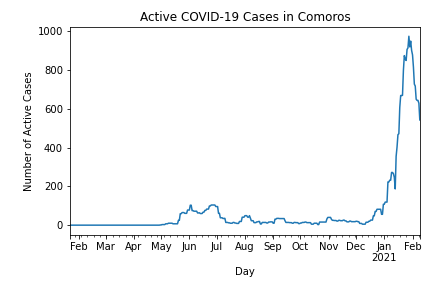 Active COVID-19 Cases in Comoros
Number of Active Cases
1000
800
600
400
200
0
Feb Mar Apr May Jun Jul Aug Sep Oct Nov Dec Jan Feb
2021
Day